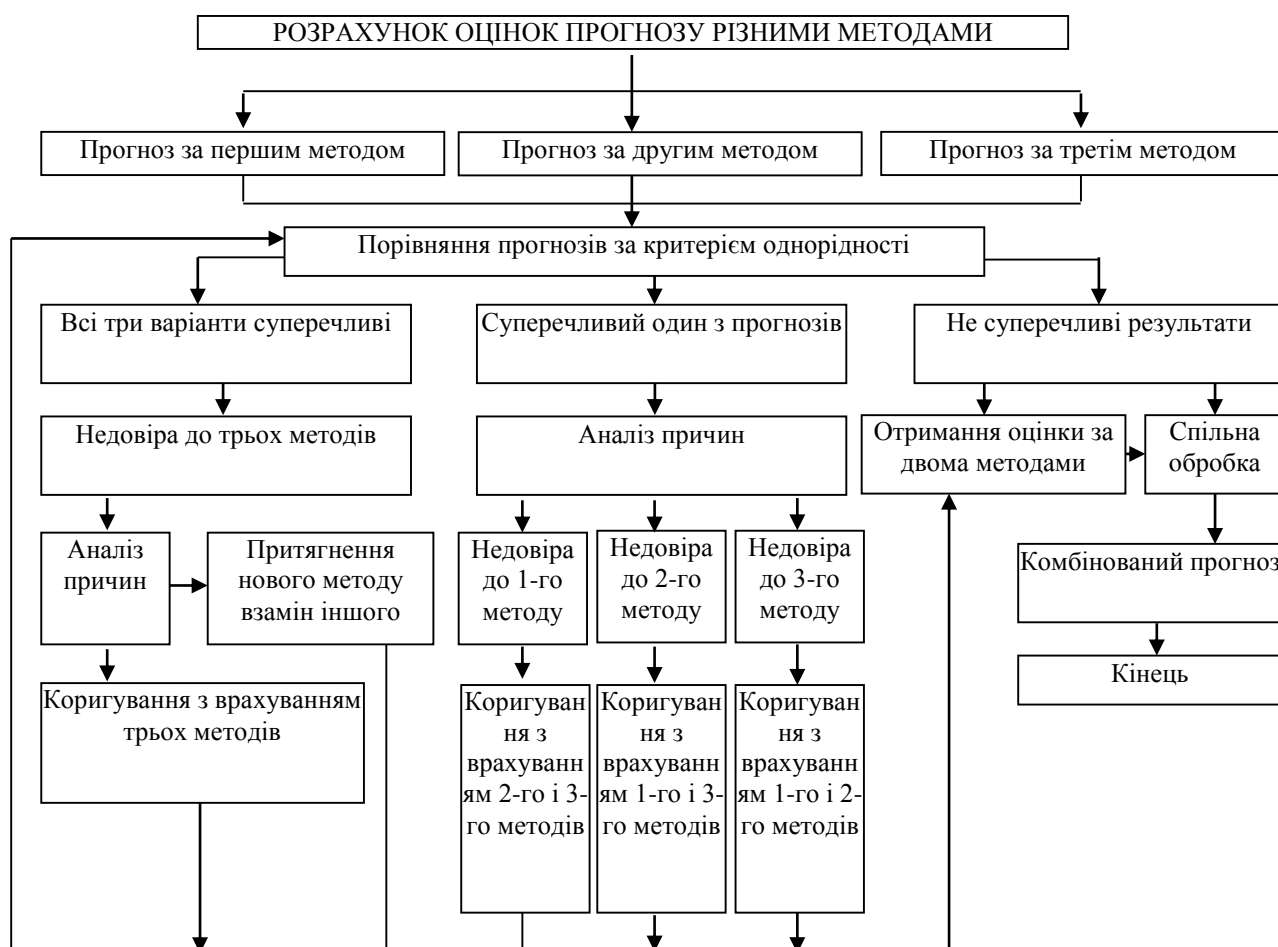 РОЗРАХУНОК ОЦІНОК ПРОГНОЗУ РІЗНИМИ МЕТОДАМИ
Прогноз за першим методом
Прогноз за другим методом
Прогноз за третім методом
Порівняння прогнозів за критерієм однорідності
Всі три варіанти суперечливі
Суперечливий один з прогнозів
Не суперечливі результати
Недовіра до трьох методів
Аналіз причин
Отримання оцінки за
двома методами
Спільна
обробка
Аналіз
причин
Притягнення
нового методу
взамін іншого
Недовіра
до 1-го
методу
Недовіра
до 2-го
методу
Недовіра
до 3-го
методу
Комбінований прогноз
Кінець
Коригування з врахуванням
трьох методів
Коригуван
ня з
врахуванн
ям 2-го і 3-
го методів
Коригуван
ня з
врахуванн
ям 1-го і 3-
го методів
Коригуван
ня з
врахуванн
ям 1-го і 2-
го методів